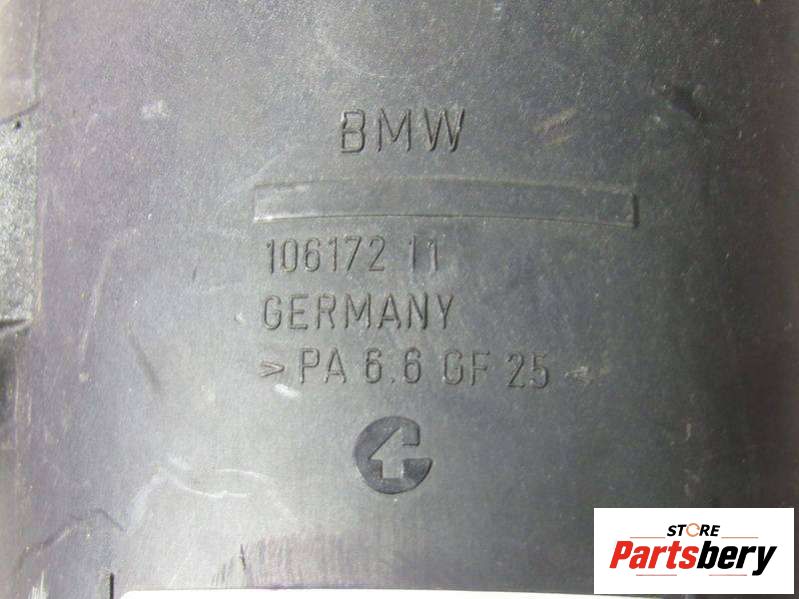 BMW
106172 11
GERMANY
> PA 6.6 GF 25 <
STORE
Partsbery